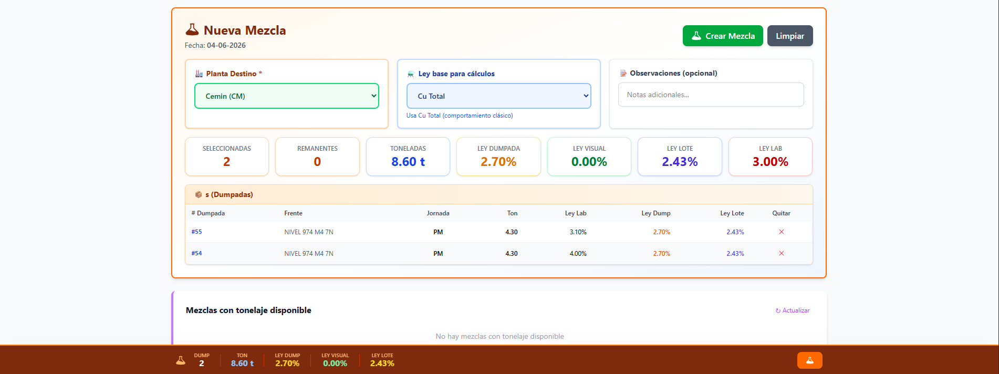 Nueva Mezcla
Fecha: 04-06-2026
Crear Mezcla
Limpiar
Planta Destino *
Cemin (CM)
Ley base para cálculos
Cu Total
Usa Cu Total (comportamiento clásico)
Observaciones (opcional)
Notas adicionales...
SELECCIONADAS
2
REMANENTES
0
TONELADAS
8.60 t
LEY DUMPADA
2.70%
LEY VISUAL
0.00%
LEY LOTE
2.43%
LEY LAB
3.00%
s (Dumpadas)
# Dumpada Frente Jornada Ton Ley Lab Ley Dump Ley Lote Quitar
#55 NIVEL 974 M4 7N PM 4.30 3.10% 2.70% 2.43%
#54 NIVEL 974 M4 7N PM 4.30 4.00% 2.70% 2.43%
Mezclas con tonelaje disponible
↻ Actualizar
No hay mezclas con tonelaje disponible
DUMP
2
TON
8.60 t
LEY DUMP
2.70%
LEY VISUAL
0.00%
LEY LOTE
2.43%